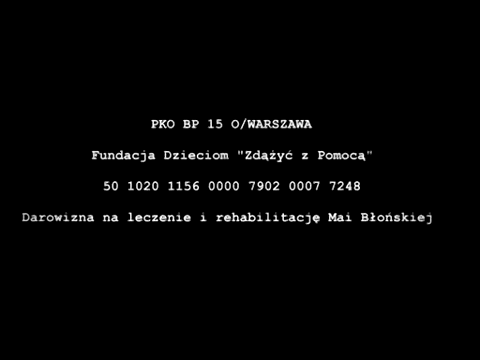 PKO BP 15 O/WARSZAWA
Fundacja Dzieciom "Zdążyć z Pomocą"
50 1020 1156 0000 7902 0007 7248
Darowizna na leczenie i rehabilitację Mai Błońskiej